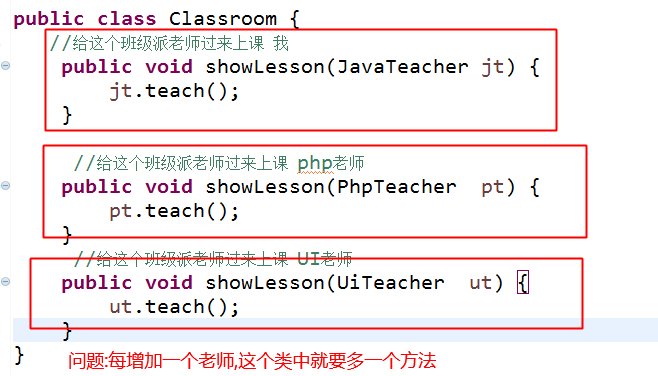 public class Classroom {
//给这个班级派老师过来上课 我
public void showLesson(JavaTeacher jt) {
jt.teach();
}
//给这个班级派老师过来上课 php老师
public void showLesson(PhpTeacher  pt) {
pt.teach();
}
//给这个班级派老师过来上课 UI老师
public void showLesson(UiTeacher  ut) {
ut.teach();
}
}
问题:每增加一个老师,这个类中就要多一个方法